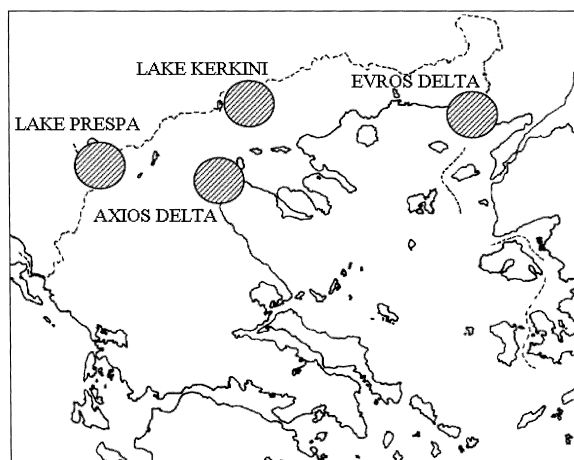 LAKE KERKINI
EVROS DELTA
LAKE PRESPA
AXIOS DELTA